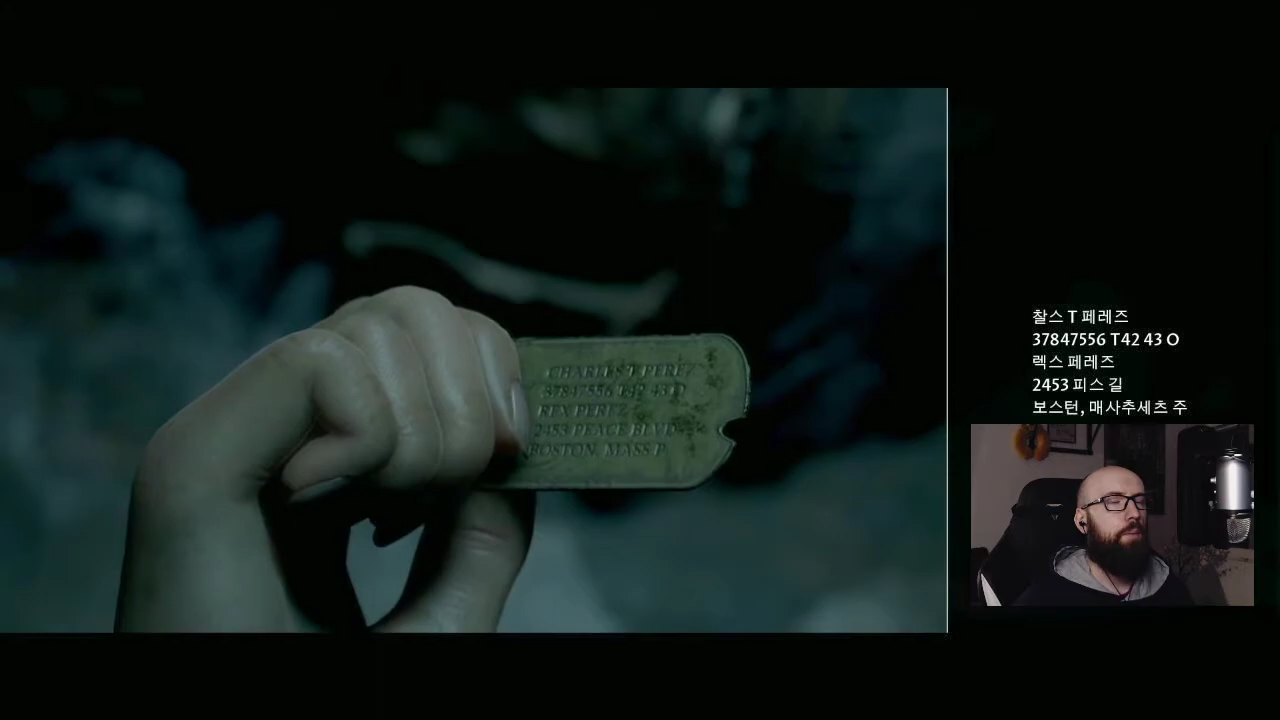 CHARLES T PEREZ
37847556 T42 43 O
REX PEREZ
2453 PEACE BLVD
BOSTON, MASS P
찰스 T 페레즈
37847556 T42 43 O
렉스 페레즈
2453 피스 길
보스턴, 매사추세츠 주